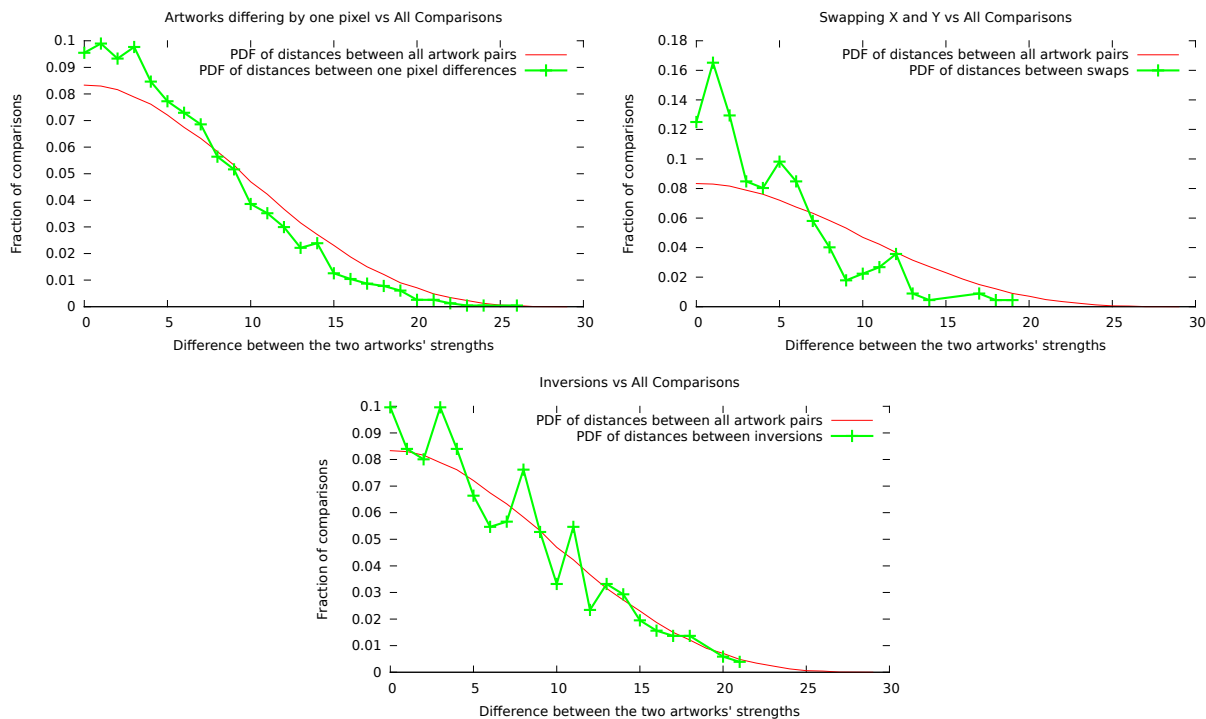 Artworks differing by one pixel vs All Comparisons
0.1
0.09
0.08
0.07
0.06
0.05
0.04
0.03
0.02
0.01
0
Fraction of comparisons
PDF of distances between all artwork pairs
PDF of distances between one pixel differences
0 5 10 15 20 25 30
Difference between the two artworks' strengths
Swapping X and Y vs All Comparisons
0.18
0.16
0.14
0.12
0.1
0.08
0.06
0.04
0.02
0
Fraction of comparisons
PDF of distances between all artwork pairs
PDF of distances between swaps
0 5 10 15 20 25 30
Difference between the two artworks' strengths
Inversions vs All Comparisons
0.1
0.09
0.08
0.07
0.06
0.05
0.04
0.03
0.02
0.01
0
Fraction of comparisons
PDF of distances between all artwork pairs
PDF of distances between inversions
0 5 10 15 20 25 30
Difference between the two artworks' strengths